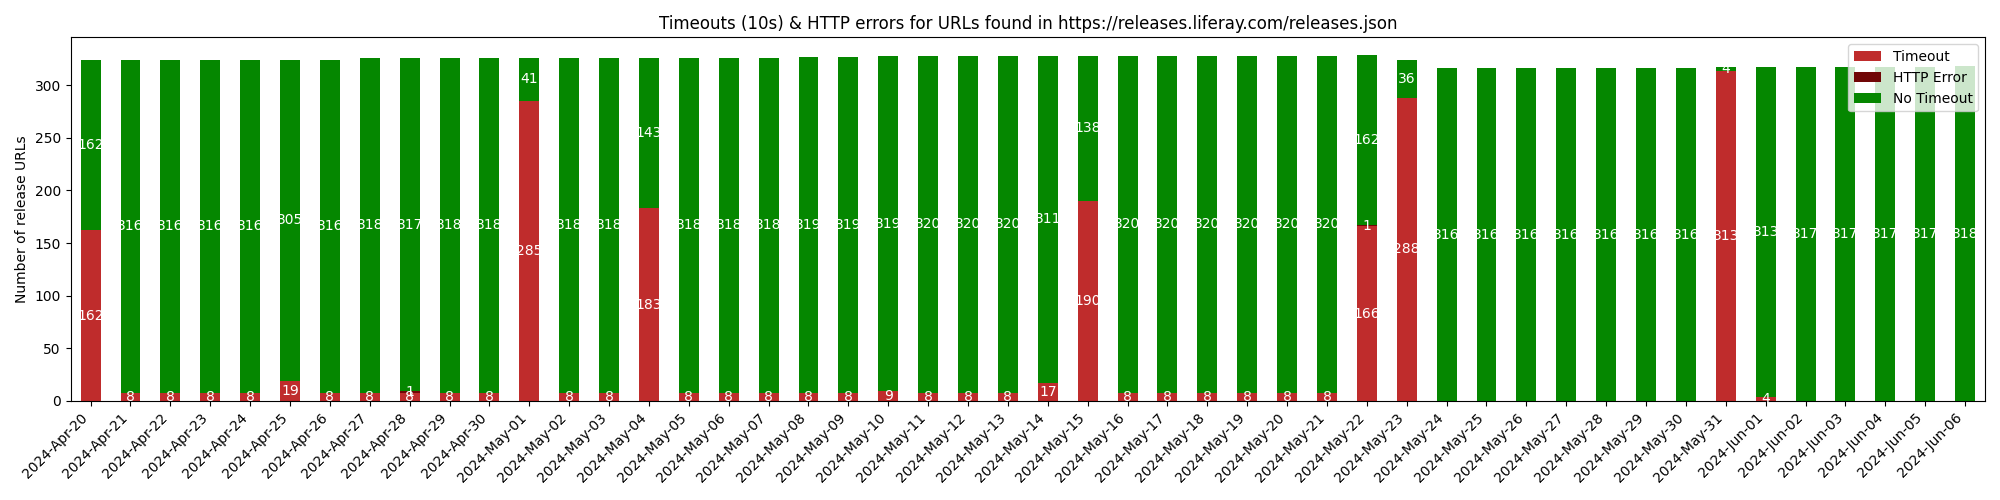 Timeouts (10s) & HTTP errors for URLs found in https://releases.liferay.com/releases.json
Number of release URLs
300
250
200
150
100
50
0
Timeout
HTTP Error
No Timeout
162 316 316 316 316 305 316 318 317 318 318 41 318 318 143 318 318 318 319 319 319 320 320 320 311 138 320 320 320 320 320 320 162 36 316 316 316 316 316 316 316 4 313 317 317 317 317 318
1 1
162 8 8 8 8 19 8 8 8 8 8 285 8 8 183 8 8 8 8 8 9 8 8 8 17 190 8 8 8 8 8 8 166 288 313 4
2024-Apr-20
2024-Apr-21
2024-Apr-22
2024-Apr-23
2024-Apr-24
2024-Apr-25
2024-Apr-26
2024-Apr-27
2024-Apr-28
2024-Apr-29
2024-Apr-30
2024-May-01
2024-May-02
2024-May-03
2024-May-04
2024-May-05
2024-May-06
2024-May-07
2024-May-08
2024-May-09
2024-May-10
2024-May-11
2024-May-12
2024-May-13
2024-May-14
2024-May-15
2024-May-16
2024-May-17
2024-May-18
2024-May-19
2024-May-20
2024-May-21
2024-May-22
2024-May-23
2024-May-24
2024-May-25
2024-May-26
2024-May-27
2024-May-28
2024-May-29
2024-May-30
2024-May-31
2024-Jun-01
2024-Jun-02
2024-Jun-03
2024-Jun-04
2024-Jun-05
2024-Jun-06